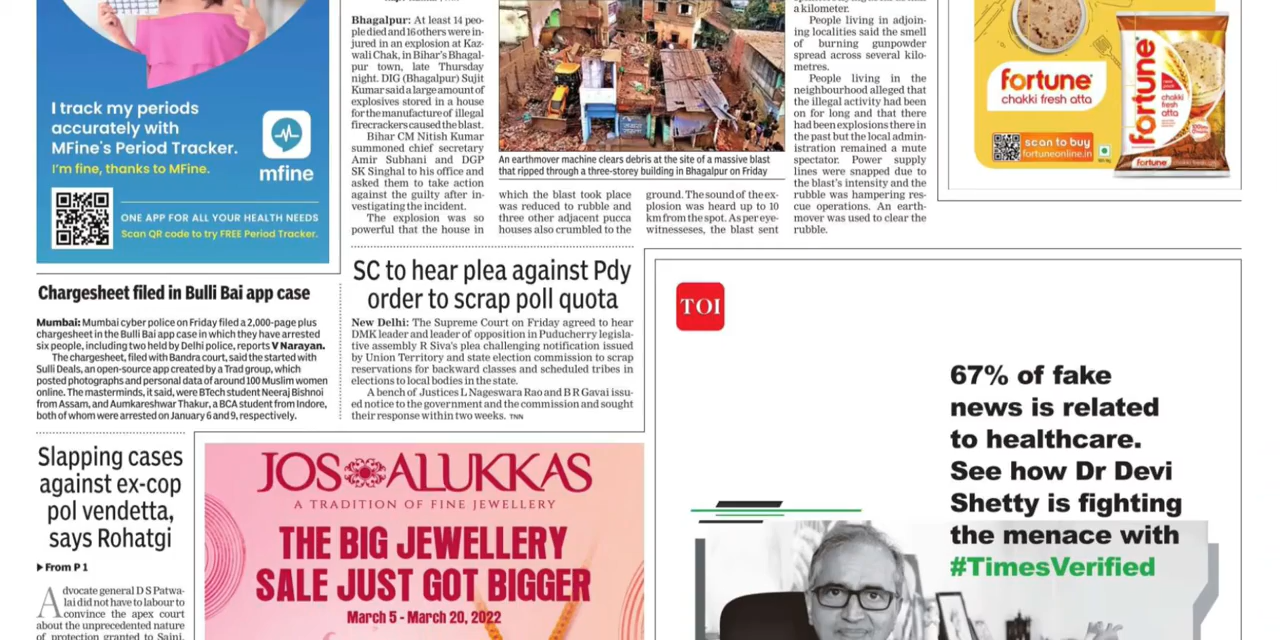 I track my periods
accurately with
MFine's Period Tracker.
I'm fine, thanks to MFine.
mfine
ONE APP FOR ALL YOUR HEALTH NEEDS
Scan QR code to try FREE Period Tracker.
Chargesheet filed in Bulli Bai app case
Mumbai: Mumbai cyber police on Friday filed a 2,000-page plus
chargesheet in the Bulli Bai app case in which they have arrested
six people, including two held by Delhi police, reports V Narayan.
The chargesheet, filed with Bandra court, said the started with
Sulli Deals, an open-source app created by a Trad group, which
posted photographs and personal data of around 100 Muslim women
online. The masterminds, it said, were BTech student Neeraj Bishnoi
from Assam, and Aumkareshwar Thakur, a BCA student from Indore,
both of whom were arrested on January 6 and 9, respectively.
Slapping cases
against ex-cop
pol vendetta,
says Rohatgi
From P 1
Advocate general D S Patwa-
lai did not have to labour to
convince the apex court
about the unprecedented nature
of protection granted to Saini.
Bhagalpur: At least 14 peo-
ple died and 16 others were in-
jured in an explosion at Kaz-
wali Chak, in Bihar's Bhagal-
pur town, late Thursday
night. DIG (Bhagalpur) Sujit
Kumar said a large amount of
explosives stored in a house
for the manufacture of illegal
firecrackers caused the blast.
Bihar CM Nitish Kumar
summoned chief secretary
Amir Subhani and DGP
SK Singhal to his office and
asked them to take action
against the guilty after in-
vestigating the incident.
The explosion was so
powerful that the house in
An earthmover machine clears debris at the site of a massive blast
that ripped through a three-storey building in Bhagalpur on Friday
which the blast took place
was reduced to rubble and
three other adjacent pucca
houses also crumbled to the
ground. The sound of the ex-
plosion was heard up to 10
km from the spot. As per eye-
witnesseses, the blast sent
a kilometer.
People living in adjoin-
ing localities said the smell
of burning gunpowder
spread across several kilo-
metres.
People living in the
neighbourhood alleged that
the illegal activity had been
on for long and that there
had been explosions there in
the past but the local admin-
istration remained a mute
spectator. Power supply
lines were snapped due to
the blast's intensity and the
rubble was hampering res-
cue operations. An earth-
mover was used to clear the
rubble.
SC to hear plea against Pdy
order to scrap poll quota
New Delhi: The Supreme Court on Friday agreed to hear
DMK leader and leader of opposition in Puducherry legisla-
tive assembly R Siva's plea challenging notification issued
by Union Territory and state election commission to scrap
reservations for backward classes and scheduled tribes in
elections to local bodies in the state.
A bench of Justices L Nageswara Rao and B R Gavai issu-
ed notice to the government and the commission and sought
their response within two weeks. TNN
JOS ALUKKAS
A TRADITION OF FINE JEWELLERY
THE BIG JEWELLERY
SALE JUST GOT BIGGER
March 5 - March 20, 2022
fortune
chakki fresh atta
scan to buy
fortuneonline.in
fortune
chakki
fresh
atta
TOI
67% of fake
news is related
to healthcare.
See how Dr Devi
Shetty is fighting
the menace with
#TimesVerified